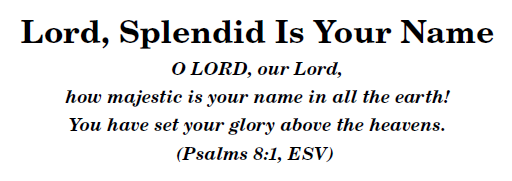 Lord, Splendid Is Your Name
O LORD, our Lord,
how majestic is your name in all the earth!
You have set your glory above the heavens.
(Psalms 8:1, ESV)